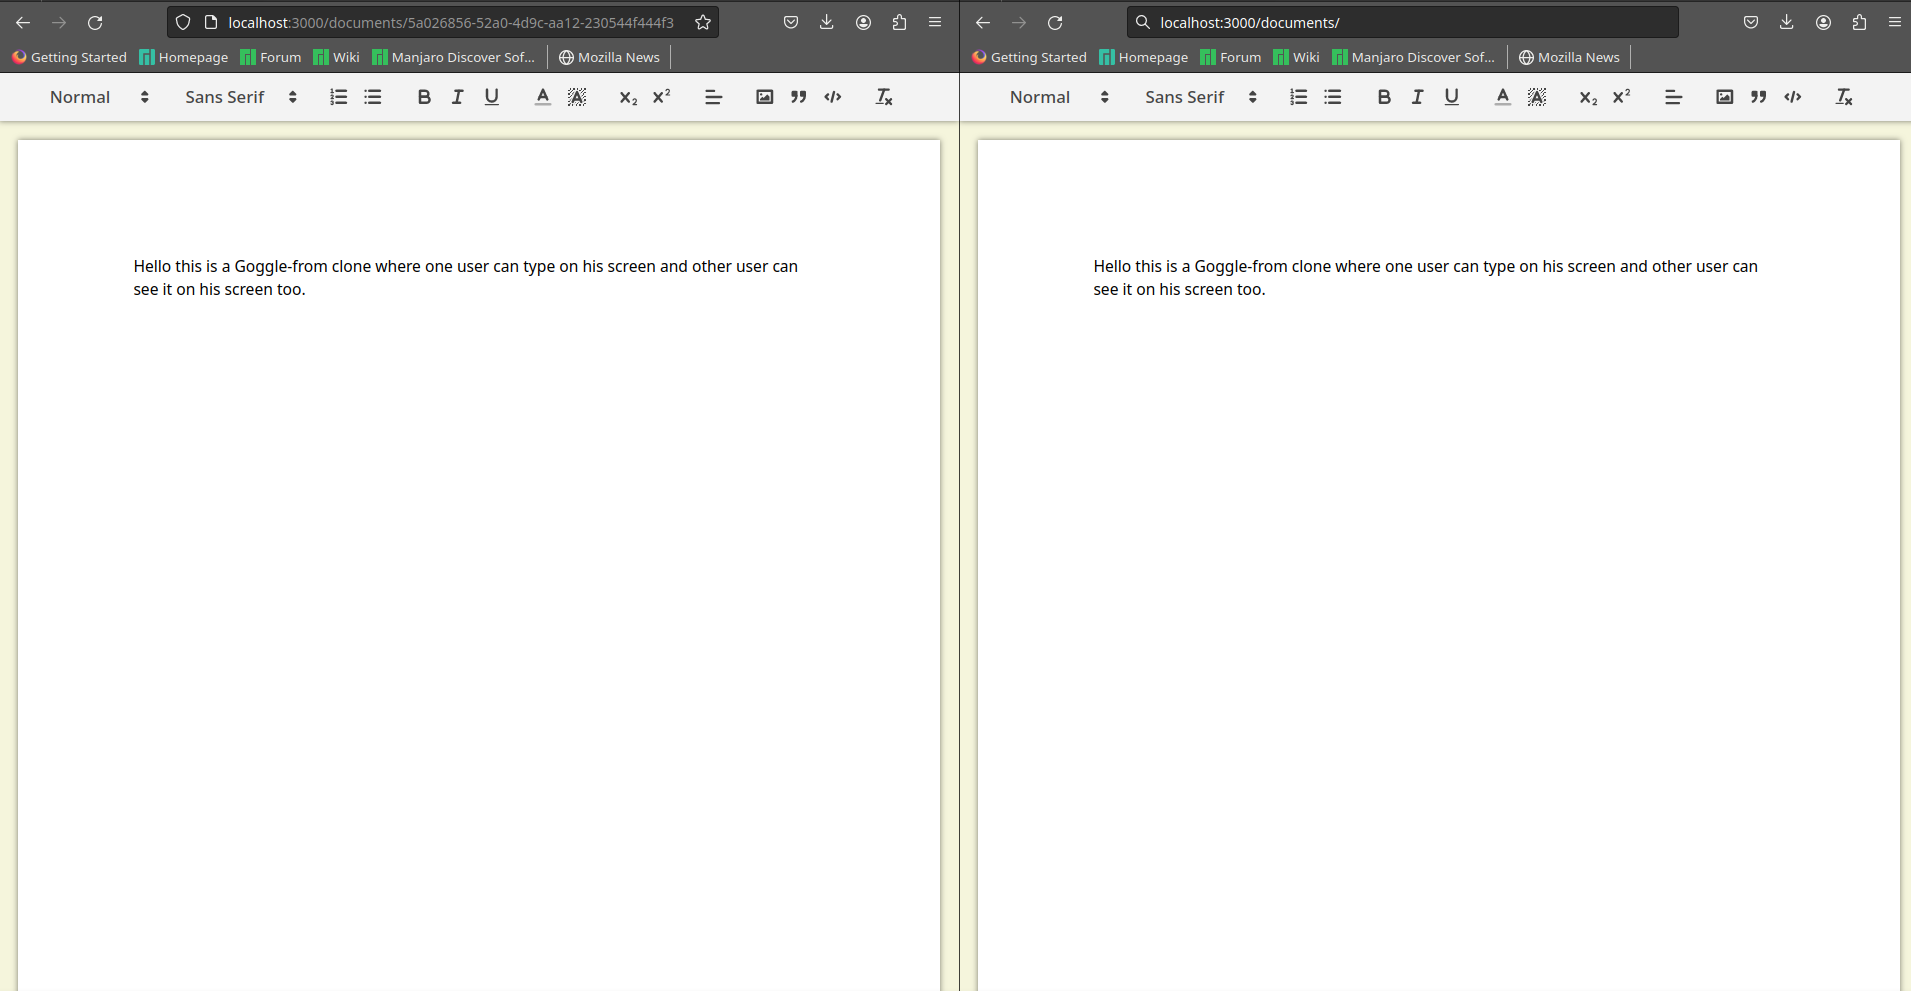 localhost:3000/documents/5a026856-52a0-4d9c-aa12-230544f444f3
Getting Started Homepage Forum Wiki Manjaro Discover Sof... Mozilla News
Normal Sans Serif
Hello this is a Goggle-from clone where one user can type on his screen and other user can
see it on his screen too.
localhost:3000/documents/
Getting Started Homepage Forum Wiki Manjaro Discover Sof... Mozilla News
Normal Sans Serif
Hello this is a Goggle-from clone where one user can type on his screen and other user can
see it on his screen too.